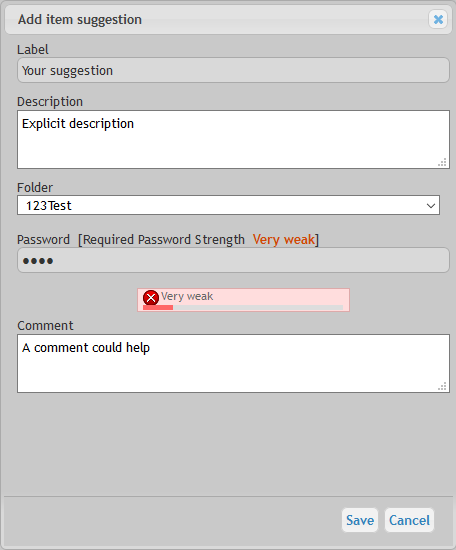 Add item suggestion
Label
Your suggestion
Description
Explicit description
Folder
123Test
Password [Required Password Strength Very weak]
••••
Very weak
Comment
A comment could help
Save Cancel